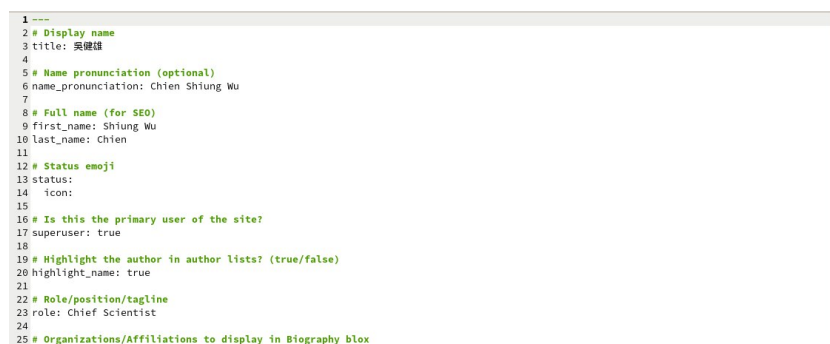 1 ---
2 # Display name
3 title: 吳健雄
4
5 # Name pronunciation (optional)
6 name_pronunciation: Chien Shiung Wu
7
8 # Full name (for SEO)
9 first_name: Shiung Wu
10 last_name: Chien
11
12 # Status emoji
13 status:
14   icon:
15
16 # Is this the primary user of the site?
17 superuser: true
18
19 # Highlight the author in author lists? (true/false)
20 highlight_name: true
21
22 # Role/position/tagline
23 role: Chief Scientist
24
25 # Organizations/Affiliations to display in Biography blox